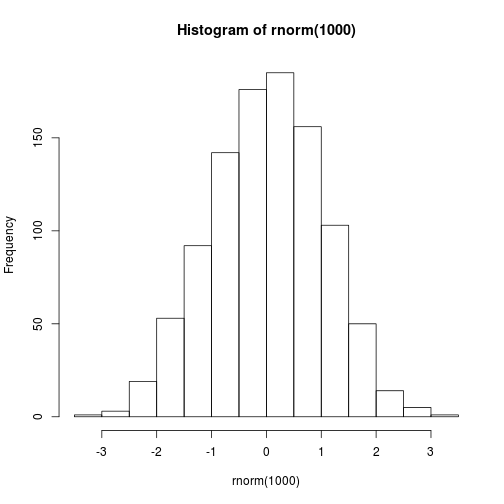 Histogram of rnorm(1000)
Frequency
150
100
50
0
-3 -2 -1 0 1 2 3
rnorm(1000)